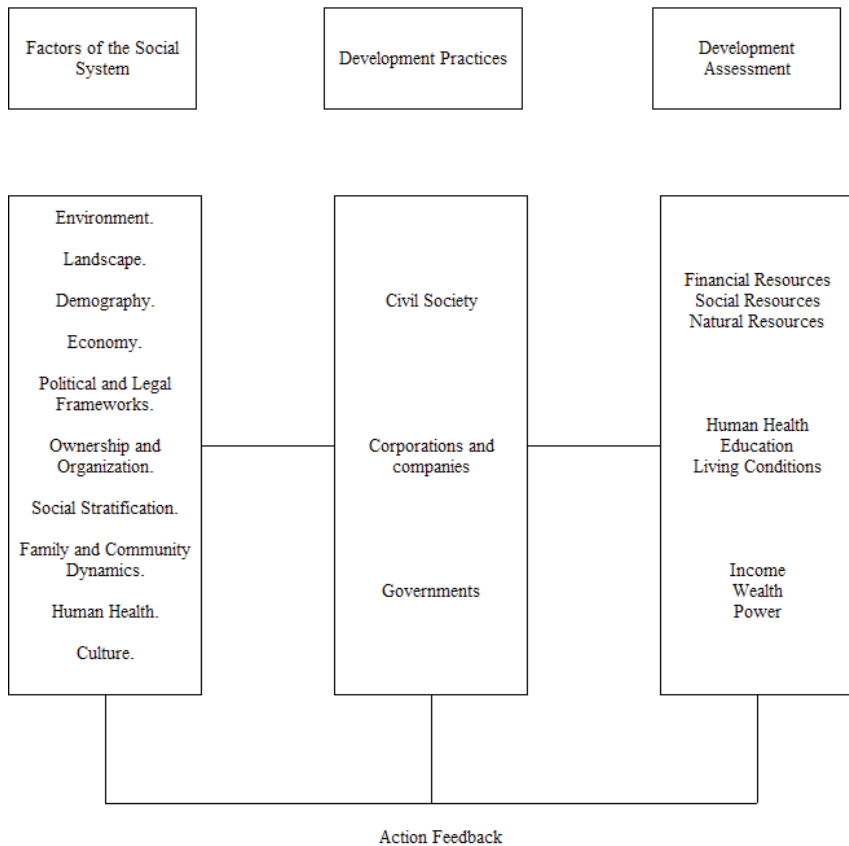 Factors of the Social
System
Development Practices
Development
Assessment
Environment.
Landscape.
Demography.
Economy.
Political and Legal
Frameworks.
Ownership and
Organization.
Social Stratification.
Family and Community
Dynamics.
Human Health.
Culture.
Civil Society
Corporations and
companies
Governments
Financial Resources
Social Resources
Natural Resources
Human Health
Education
Living Conditions
Income
Wealth
Power
Action Feedback